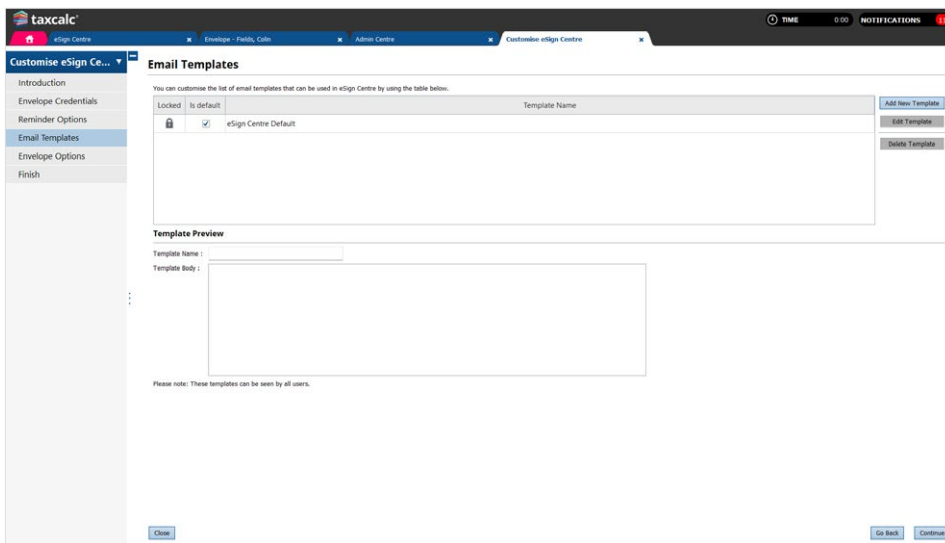 taxcalc
TIME 0:00 NOTIFICATIONS
eSign Centre Envelope - Fields, Colin Admin Centre Customise eSign Centre
Customise eSign Ce...
Introduction
Envelope Credentials
Reminder Options
Email Templates
Envelope Options
Finish
Email Templates
You can customise the list of email templates that can be used in eSign Centre by using the table below.
Locked Is default Template Name
eSign Centre Default
Add New Template
Edit Template
Delete Template
Template Preview
Template Name :
Template Body :
Please note: These templates can be seen by all users.
Close Go Back Continue